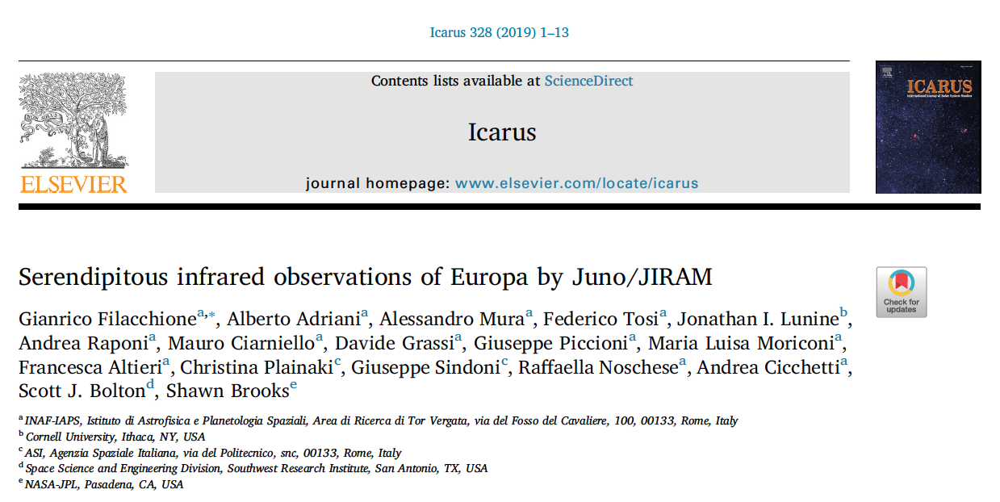 Icarus 328 (2019) 1–13
Contents lists available at ScienceDirect
Icarus
journal homepage: www.elsevier.com/locate/icarus
ELSEVIER
ICARUS
International Journal of Solar System Studies
Serendipitous infrared observations of Europa by Juno/JIRAM
Check for
updates
Gianrico Filacchione^a,*, Alberto Adriani^a, Alessandro Mura^a, Federico Tosi^a, Jonathan I. Lunine^b,
Andrea Raponi^a, Mauro Ciarniello^a, Davide Grassi^a, Giuseppe Piccioni^a, Maria Luisa Moriconi^a,
Francesca Altieri^a, Christina Plainaki^c, Giuseppe Sindoni^c, Raffaella Noschese^a, Andrea Cicchetti^a,
Scott J. Bolton^d, Shawn Brooks^e
^a INAF-IAPS, Istituto di Astrofisica e Planetologia Spaziali, Area di Ricerca di Tor Vergata, via del Fosso del Cavaliere, 100, 00133, Rome, Italy
^b Cornell University, Ithaca, NY, USA
^c ASI, Agenzia Spaziale Italiana, via del Politecnico, snc, 00133, Rome, Italy
^d Space Science and Engineering Division, Southwest Research Institute, San Antonio, TX, USA
^e NASA-JPL, Pasadena, CA, USA